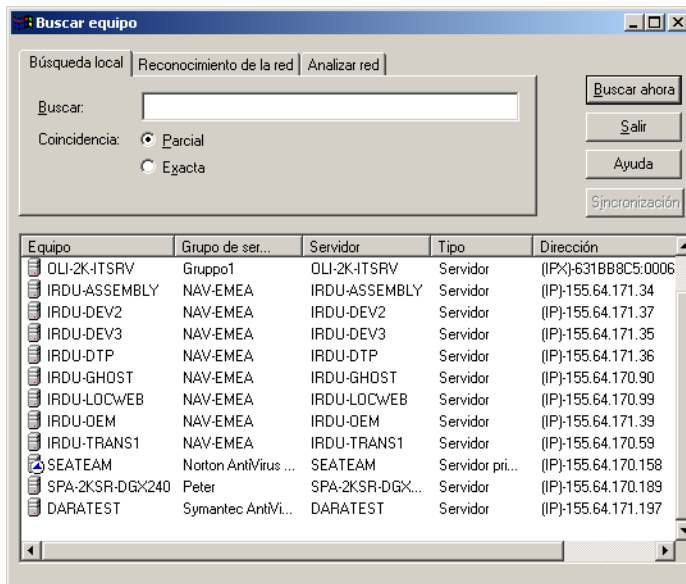 Buscar equipo
Búsqueda local Reconocimiento de la red Analizar red
Buscar:
Coincidencia: Parcial
Exacta
Buscar ahora
Salir
Ayuda
Sincronización
Equipo Grupo de ser... Servidor Tipo Dirección
OLI-2K-ITSRV Gruppo1 OLI-2K-ITSRV Servidor (IPX)-631BB8C5:0006
IRDU-ASSEMBLY NAV-EMEA IRDU-ASSEMBLY Servidor (IP)-155.64.171.34
IRDU-DEV2 NAV-EMEA IRDU-DEV2 Servidor (IP)-155.64.171.37
IRDU-DEV3 NAV-EMEA IRDU-DEV3 Servidor (IP)-155.64.171.35
IRDU-DTP NAV-EMEA IRDU-DTP Servidor (IP)-155.64.171.36
IRDU-GHOST NAV-EMEA IRDU-GHOST Servidor (IP)-155.64.170.90
IRDU-LOCWEB NAV-EMEA IRDU-LOCWEB Servidor (IP)-155.64.170.99
IRDU-OEM NAV-EMEA IRDU-OEM Servidor (IP)-155.64.171.39
IRDU-TRANS1 NAV-EMEA IRDU-TRANS1 Servidor (IP)-155.64.170.59
SEATEAM Norton AntiVirus ... SEATEAM Servidor pri... (IP)-155.64.170.158
SPA-2KSR-DGX240 Peter SPA-2KSR-DGX... Servidor (IP)-155.64.170.189
DARATEST Symantec AntiVi... DARATEST Servidor (IP)-155.64.171.197